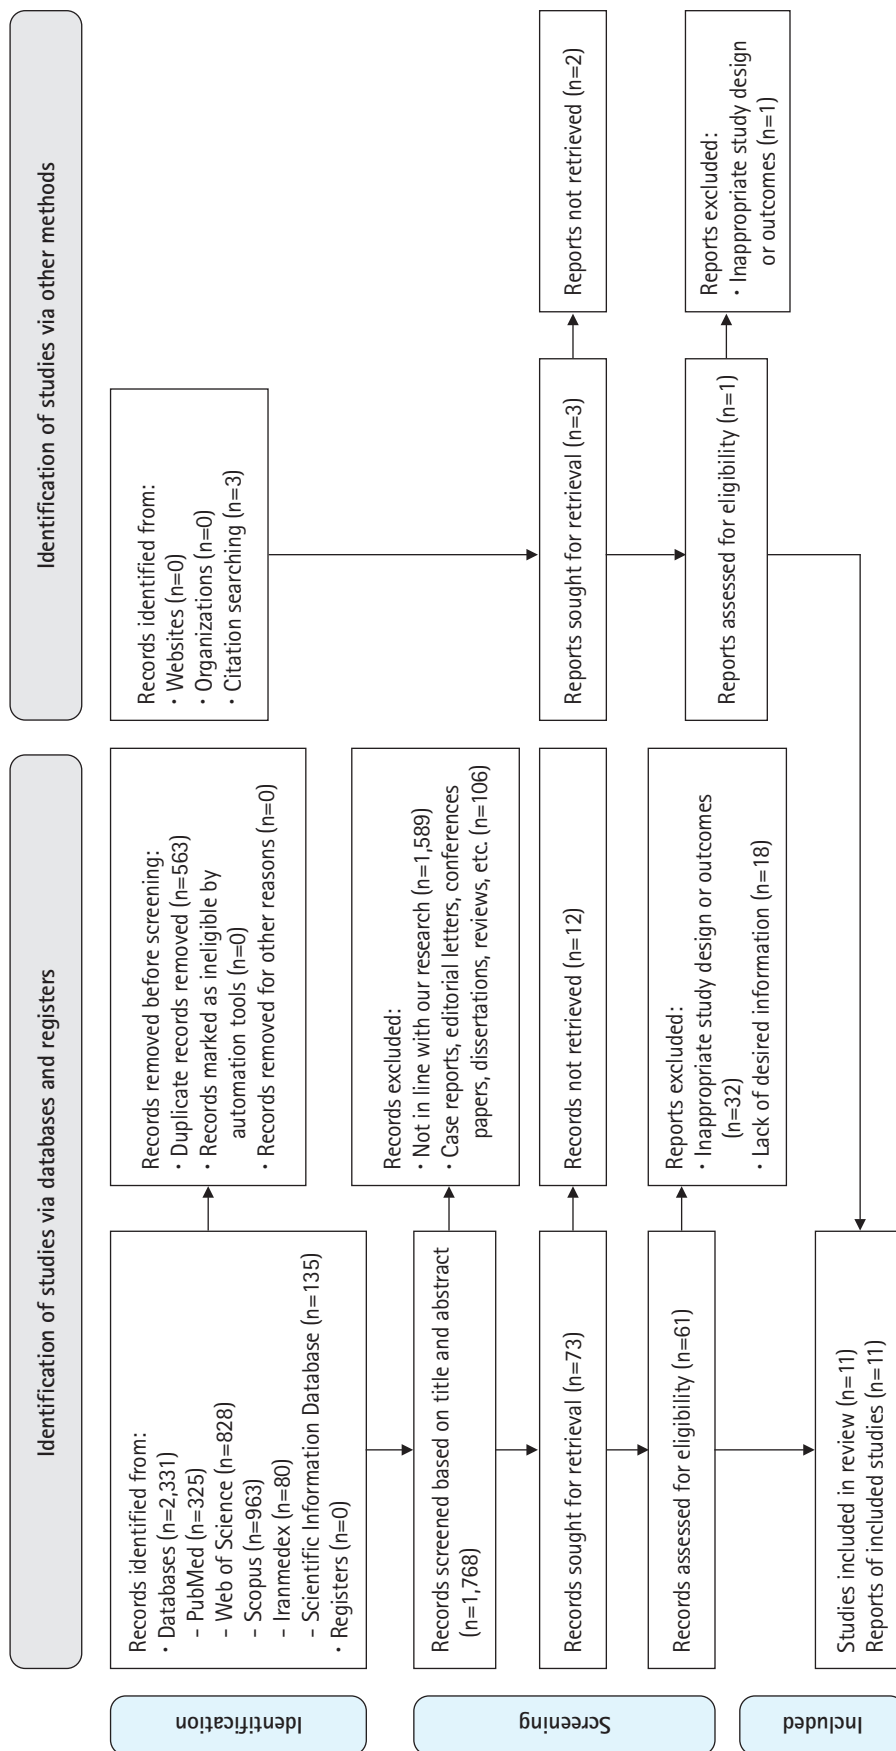 Identification of studies via databases and registers
Identification of studies via other methods
Identification
Records identified from:
· Databases (n=2,331)
– PubMed (n=325)
– Web of Science (n=828)
– Scopus (n=963)
– Iranmedex (n=80)
– Scientific Information Database (n=135)
· Registers (n=0)
Records removed before screening:
· Duplicate records removed (n=563)
· Records marked as ineligible by
automation tools (n=0)
· Records removed for other reasons (n=0)
Records identified from:
· Websites (n=0)
· Organizations (n=0)
· Citation searching (n=3)
Screening
Records screened based on title and abstract
(n=1,768)
Records excluded:
· Not in line with our research (n=1,589)
· Case reports, editorial letters, conferences
papers, dissertations, reviews, etc. (n=106)
Records sought for retrieval (n=73)
Records not retrieved (n=12)
Reports sought for retrieval (n=3)
Reports not retrieved (n=2)
Records assessed for eligibility (n=61)
Reports excluded:
· Inappropriate study design or outcomes
(n=32)
· Lack of desired information (n=18)
Reports assessed for eligibility (n=1)
Reports excluded:
· Inappropriate study design
or outcomes (n=1)
Included
Studies included in review (n=11)
Reports of included studies (n=11)